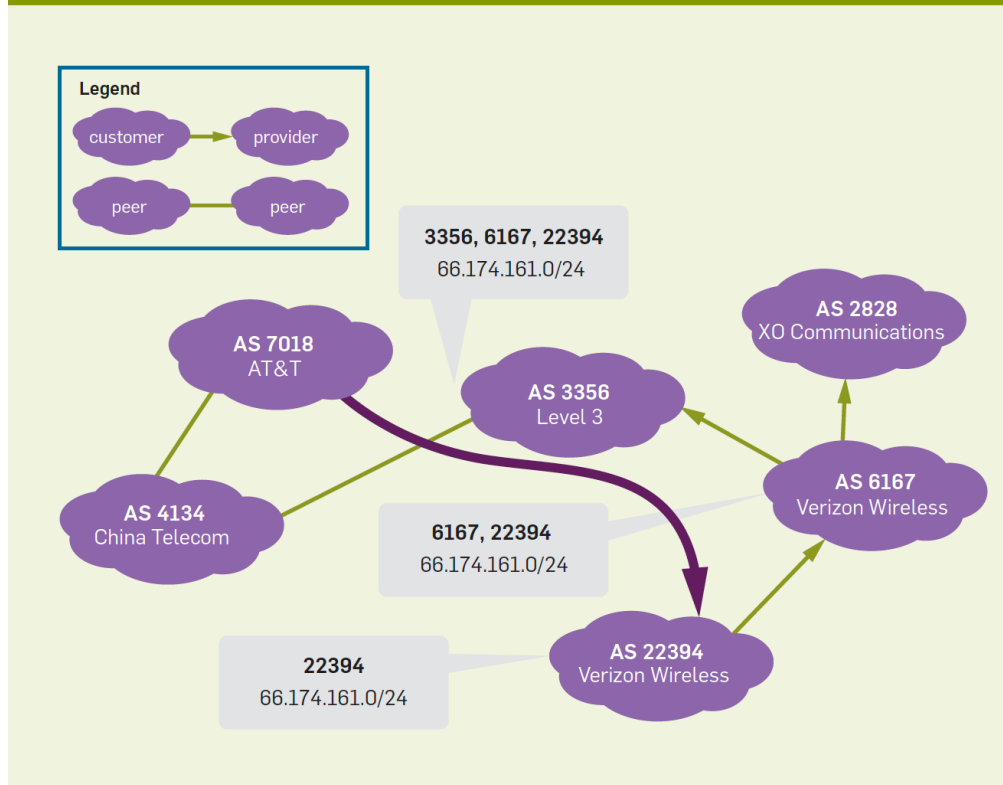 Legend
customer
provider
peer
peer
3356, 6167, 22394
66.174.161.0/24
AS 2828
XO Communications
AS 7018
AT&T
AS 3356
Level 3
AS 6167
Verizon Wireless
AS 4134
China Telecom
6167, 22394
66.174.161.0/24
22394
66.174.161.0/24
AS 22394
Verizon Wireless